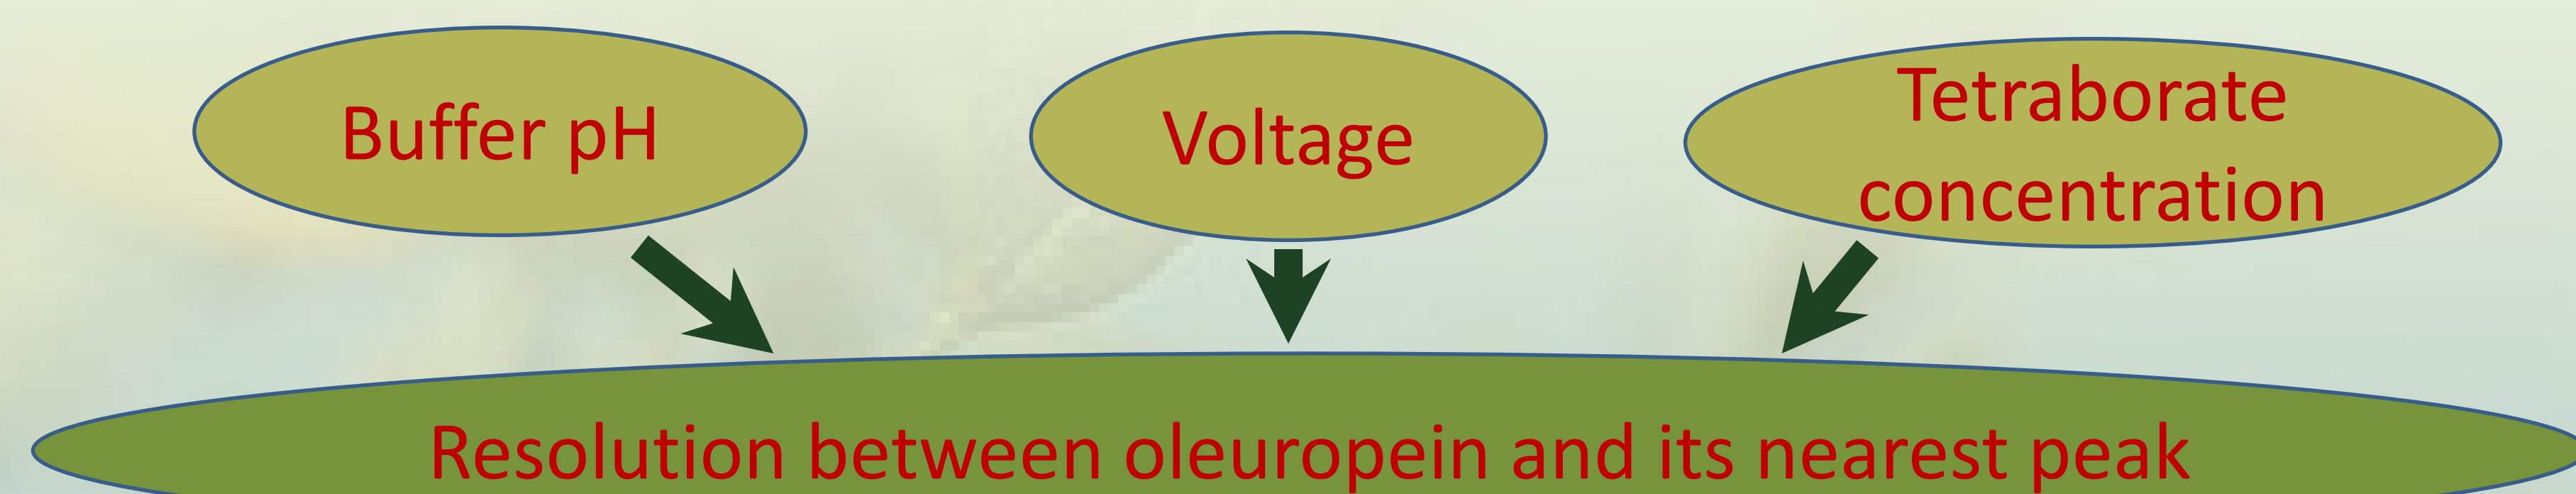 Buffer pH
Voltage
Tetraborate
concentration
Resolution between oleuropein and its nearest peak